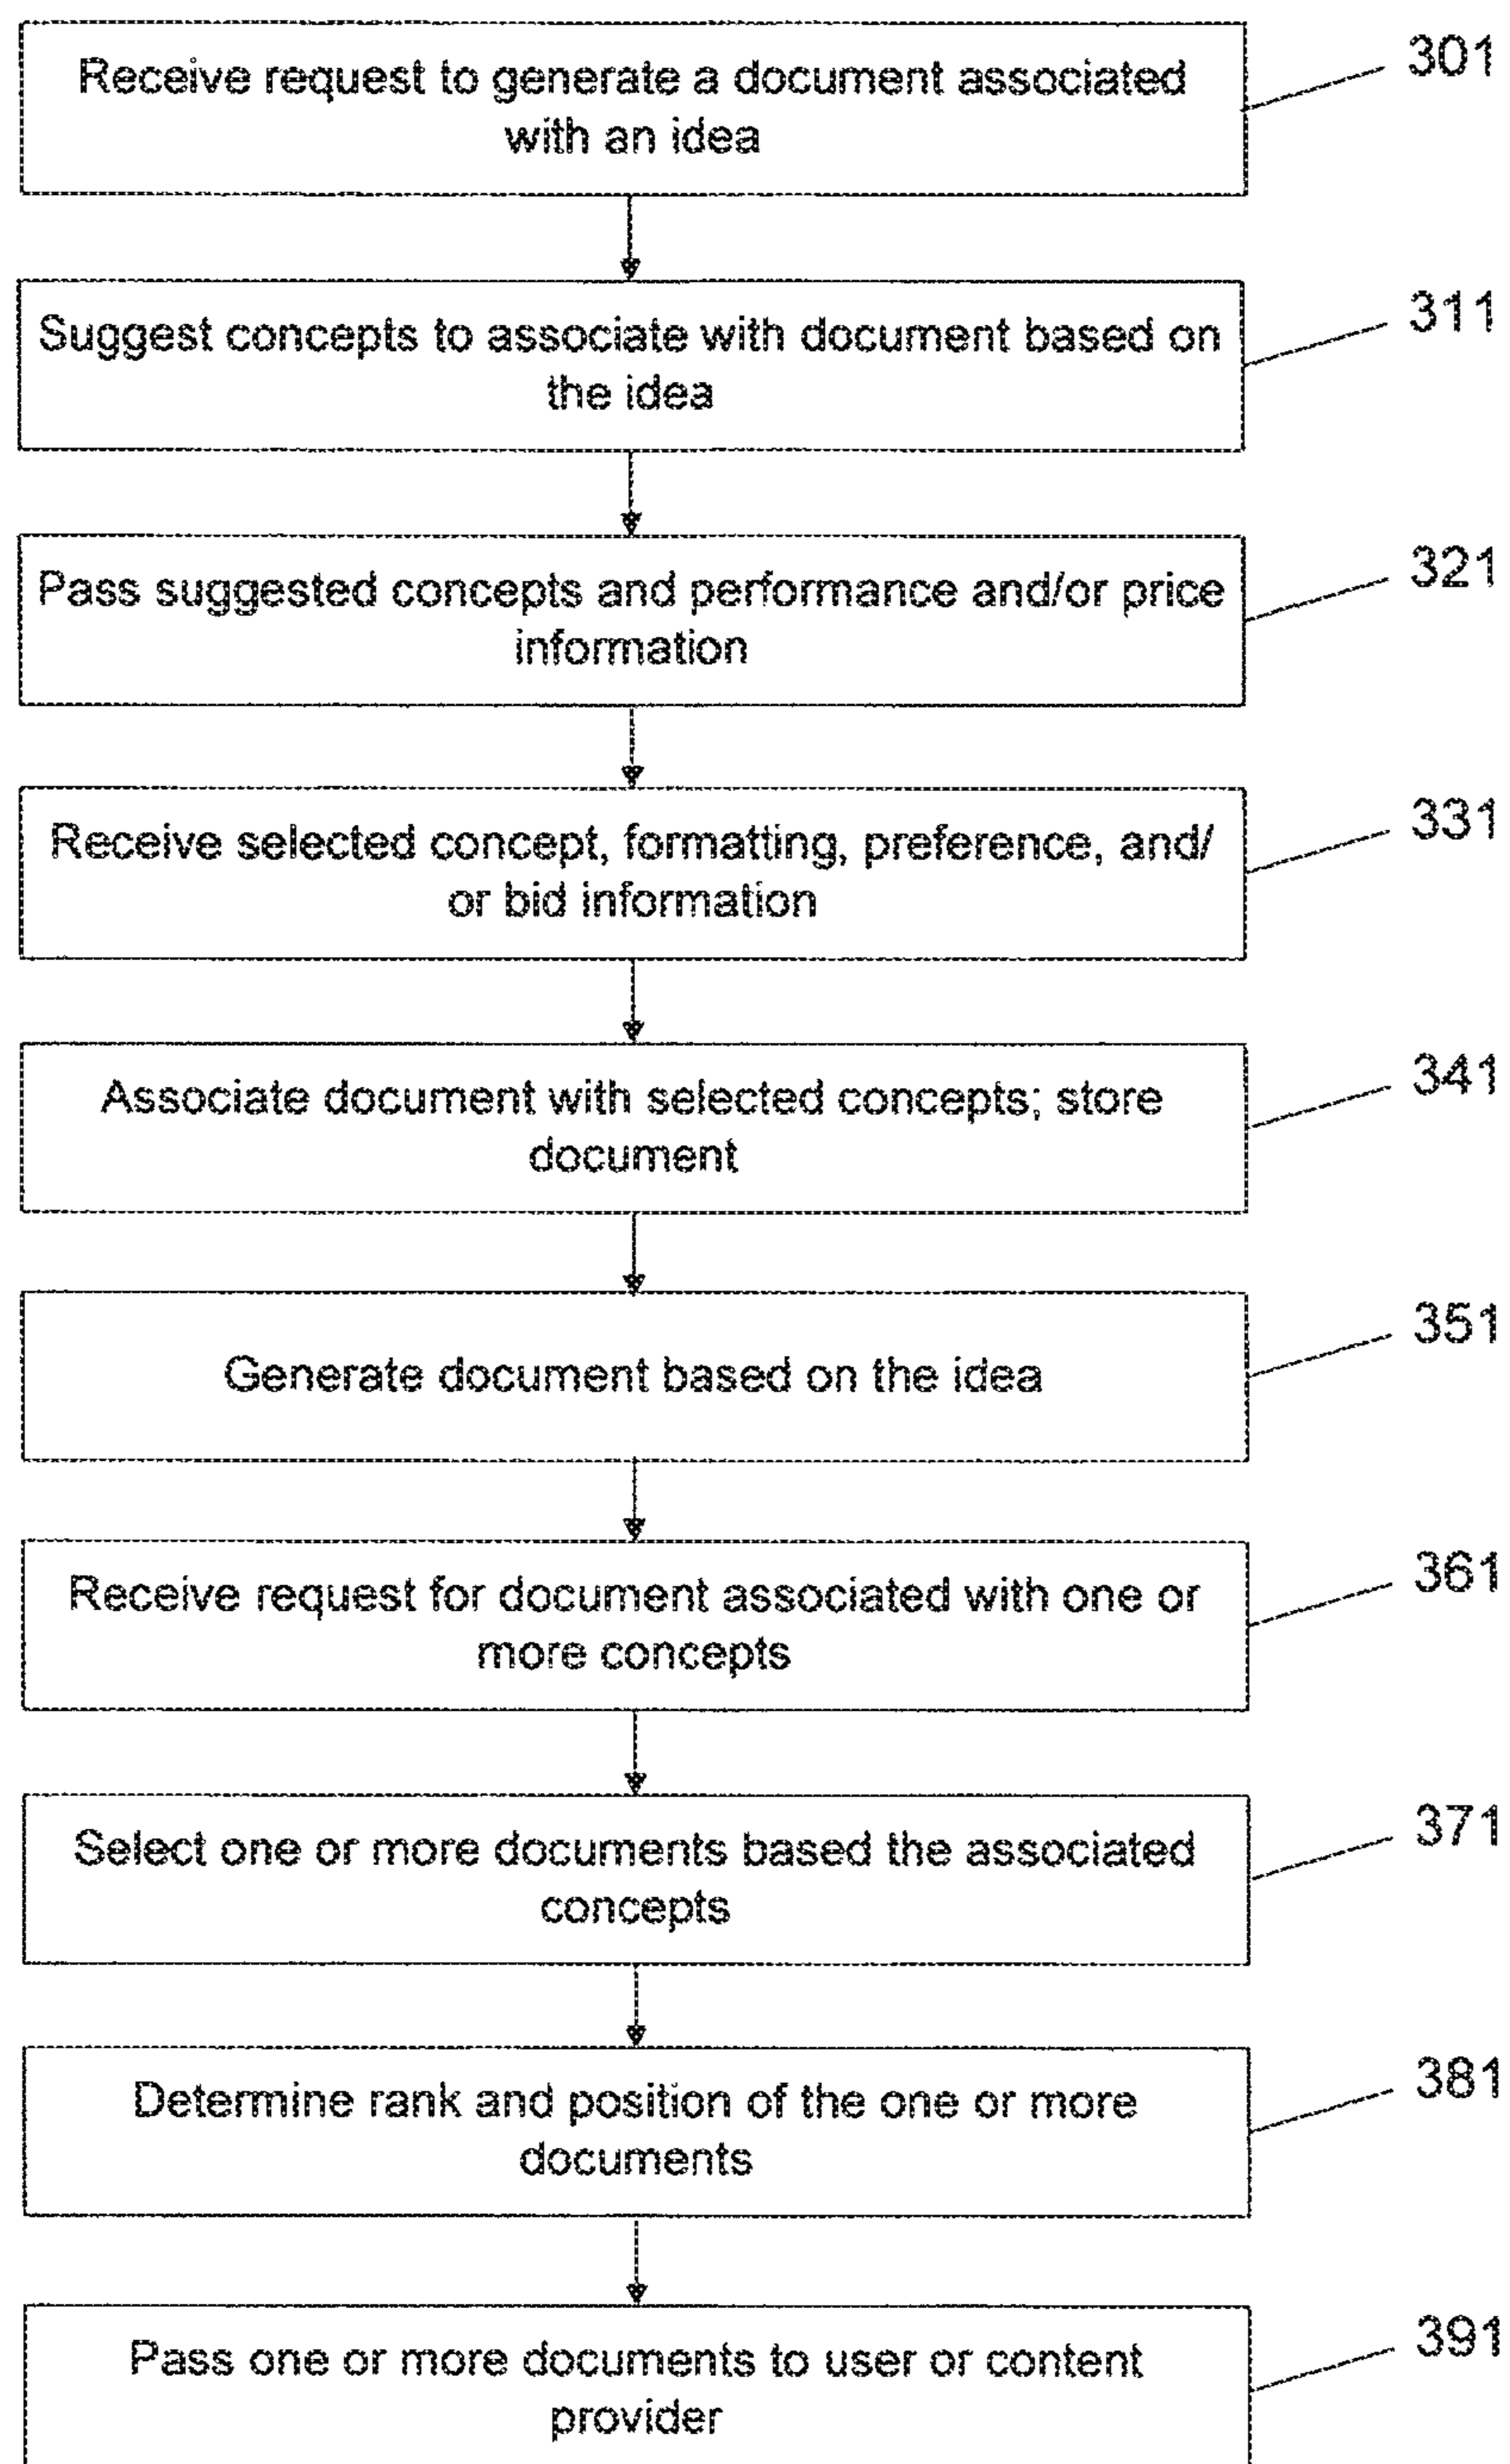 Receive request to generate a document associated
with an idea
301
Suggest concepts to associate with document based on
the idea
311
Pass suggested concepts and performance and/or price
information
321
Receive selected concept, formatting, preference, and/
or bid information
331
Associate document with selected concepts; store
document
341
Generate document based on the idea
351
Receive request for document associated with one or
more concepts
361
Select one or more documents based the associated
concepts
371
Determine rank and position of the one or more
documents
381
Pass one or more documents to user or content
provider
391